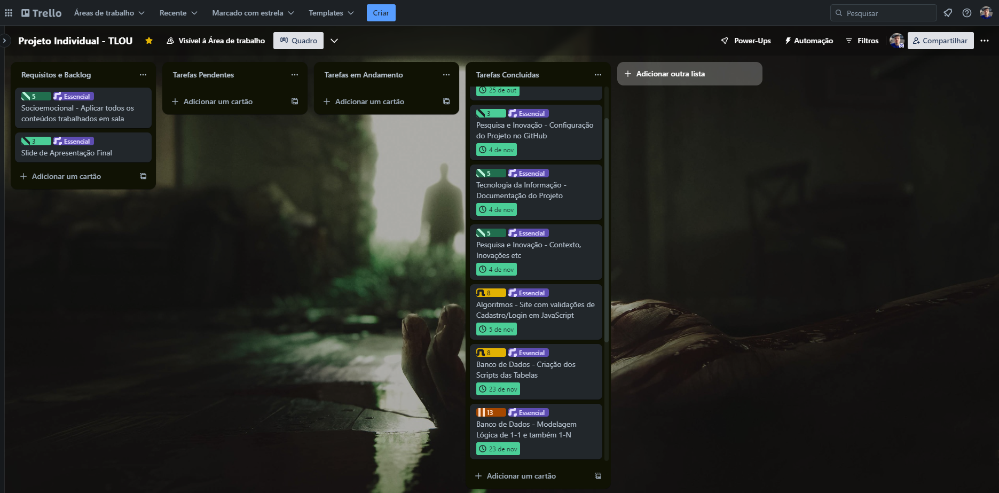 Trello
Áreas de trabalho
Recente
Marcado com estrela
Templates
Criar
Pesquisar
Projeto Individual - TLOU
Visível à Área de trabalho
Quadro
Power-Ups
Automação
Filtros
Compartilhar
Requisitos e Backlog
5 Essencial
Socioemocional - Aplicar todos os
conteúdos trabalhados em sala
3 Essencial
Slide de Apresentação Final
+ Adicionar um cartão
Tarefas Pendentes
+ Adicionar um cartão
Tarefas em Andamento
+ Adicionar um cartão
Tarefas Concluídas
25 de out
3 Essencial
Pesquisa e Inovação - Configuração
do Projeto no GitHub
4 de nov
5 Essencial
Tecnologia da Informação -
Documentação do Projeto
4 de nov
5 Essencial
Pesquisa e Inovação - Contexto,
Inovações etc
4 de nov
8 Essencial
Algoritmos - Site com validações de
Cadastro/Login em JavaScript
5 de nov
8 Essencial
Banco de Dados - Criação dos
Scripts das Tabelas
23 de nov
13 Essencial
Banco de Dados - Modelagem
Lógica de 1-1 e também 1-N
23 de nov
+ Adicionar um cartão
+ Adicionar outra lista